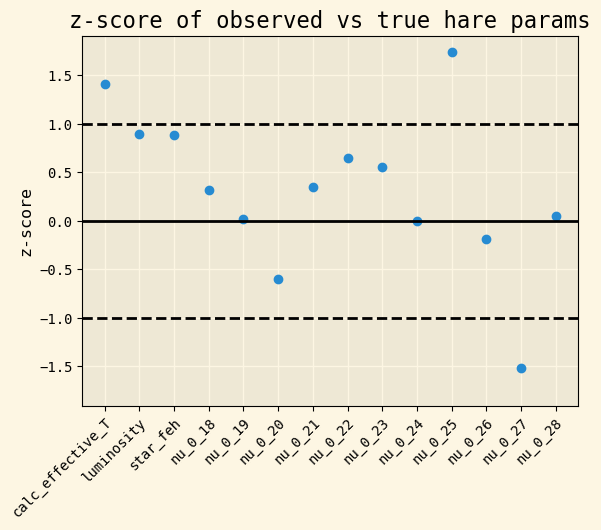 z-score of observed vs true hare params
z-score
1.5
1.0
0.5
0.0
−0.5
−1.0
−1.5
calc_effective_T
luminosity
star_feh
nu_0_18
nu_0_19
nu_0_20
nu_0_21
nu_0_22
nu_0_23
nu_0_24
nu_0_25
nu_0_26
nu_0_27
nu_0_28